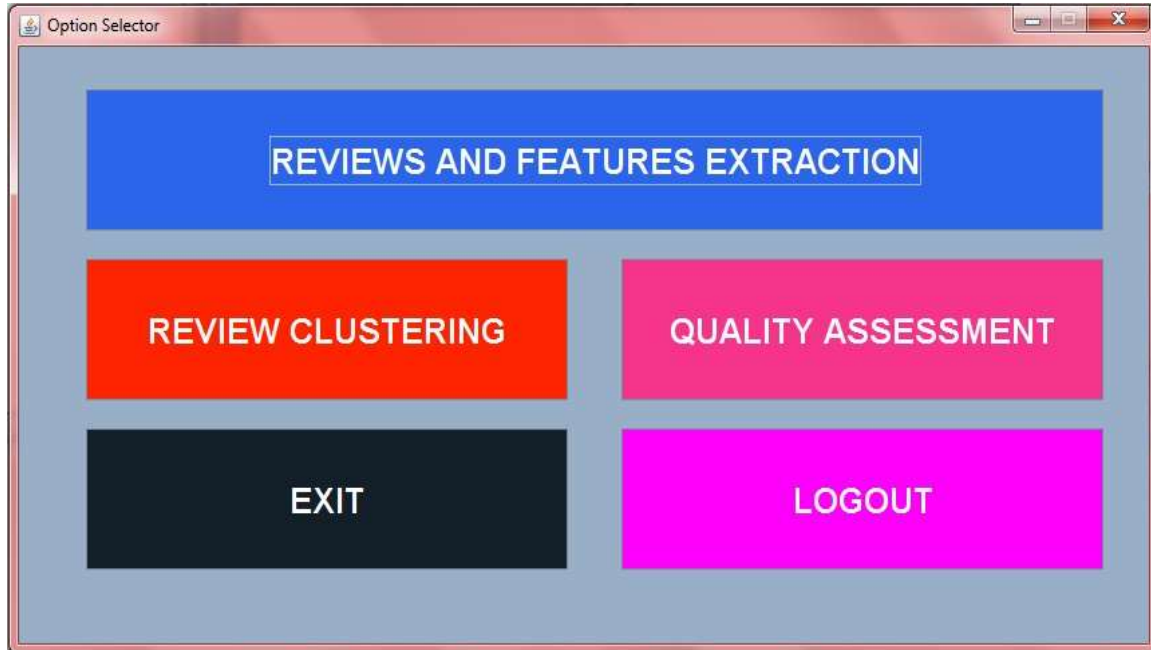 Option Selector
REVIEWS AND FEATURES EXTRACTION
REVIEW CLUSTERING
QUALITY ASSESSMENT
EXIT
LOGOUT